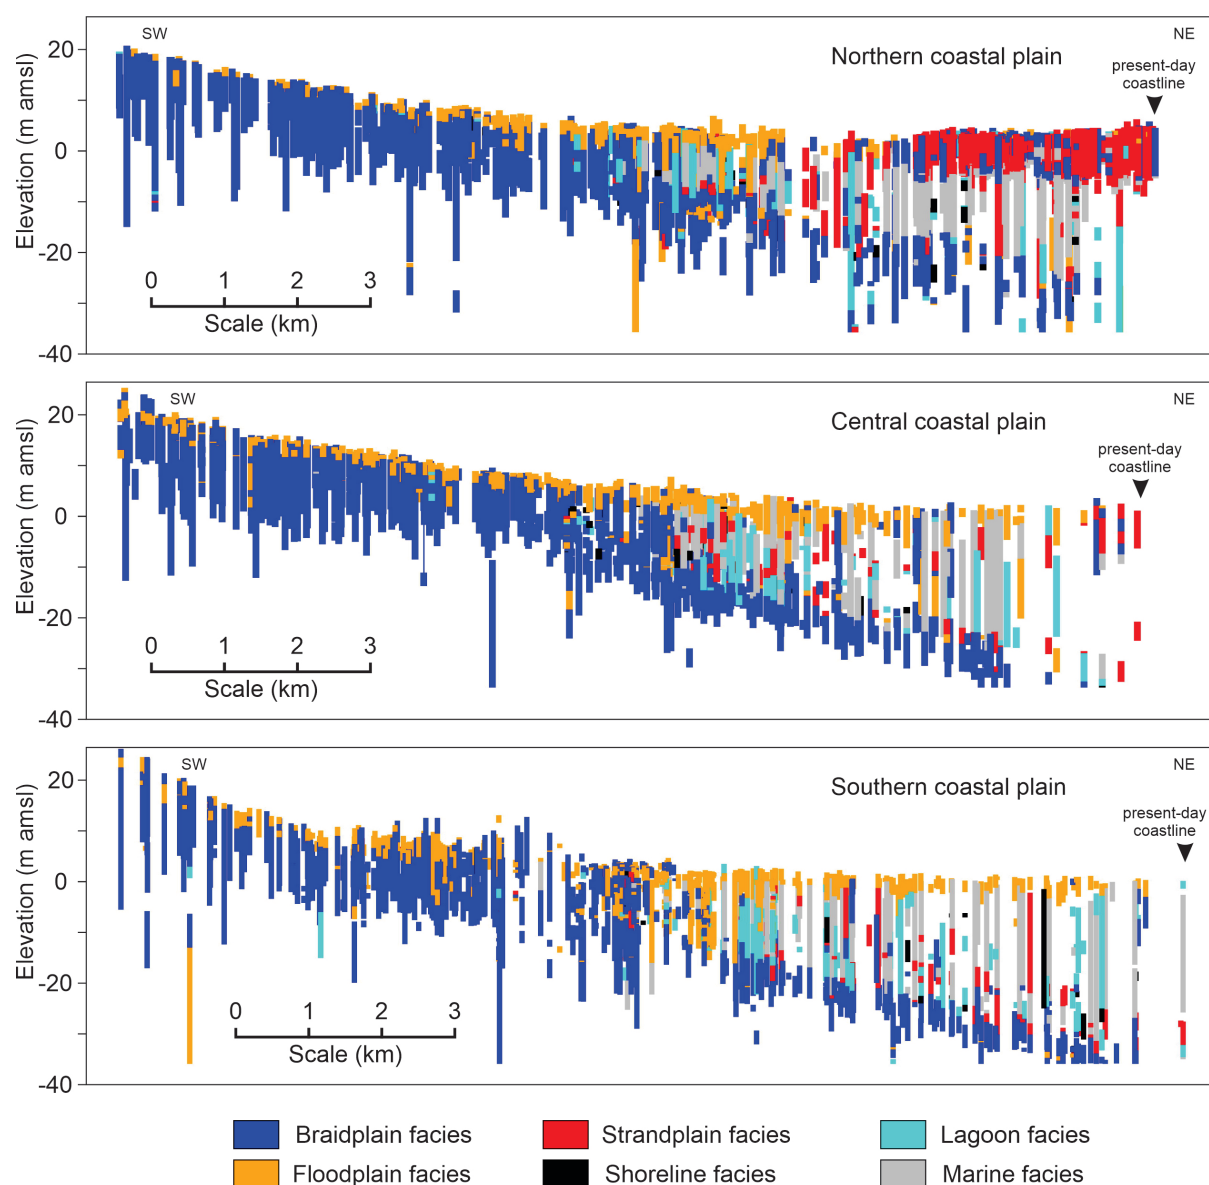 SW
NE
Northern coastal plain
present-day
coastline
Elevation (m amsl)
20
0
-20
-40
0 1 2 3
Scale (km)
SW
NE
Central coastal plain
present-day
coastline
Elevation (m amsl)
20
0
-20
-40
0 1 2 3
Scale (km)
SW
NE
Southern coastal plain
present-day
coastline
Elevation (m amsl)
20
0
-20
-40
0 1 2 3
Scale (km)
Braidplain facies
Strandplain facies
Lagoon facies
Floodplain facies
Shoreline facies
Marine facies